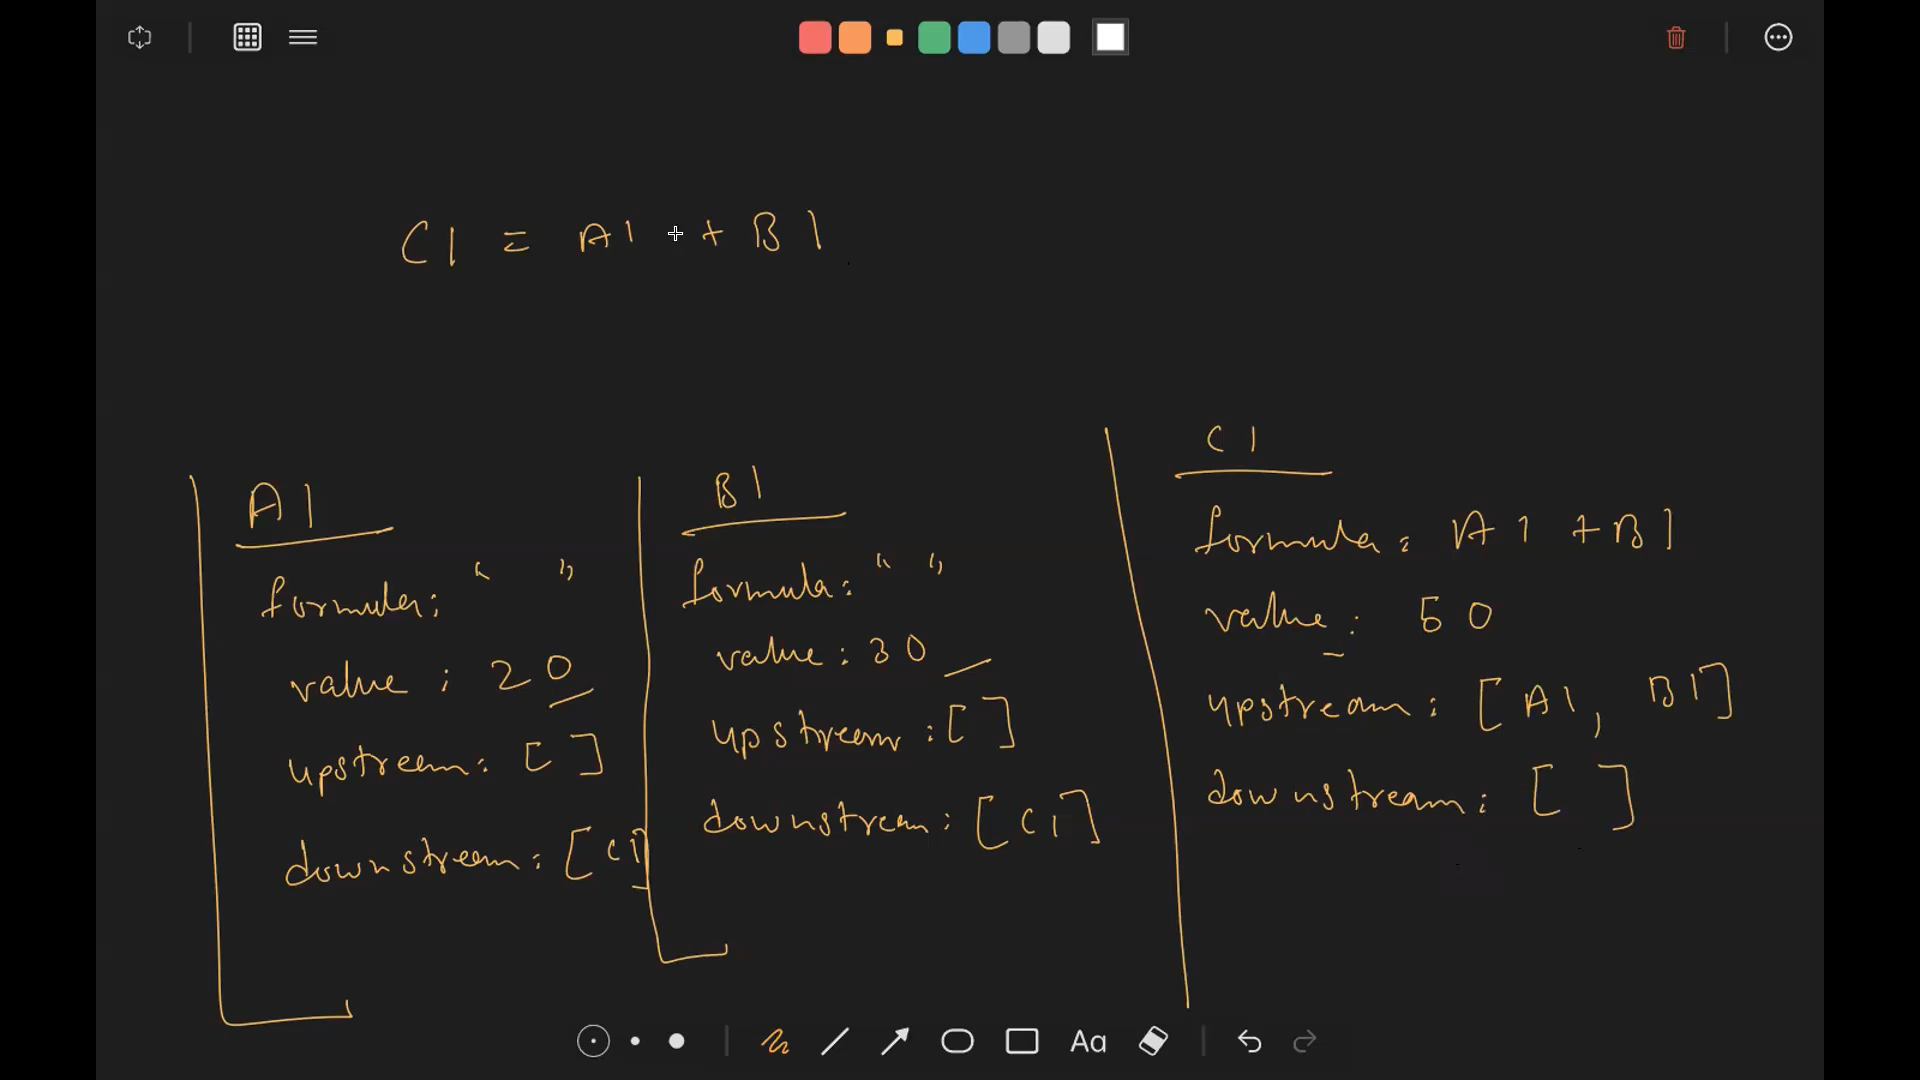 C1 = A1 + B1
A1
formula: " "
value : 20
upstream: [ ]
downstream: [C1]
B1
formula: " "
value : 30
upstream : [ ]
downstream : [C1]
C1
formula: A1 + B1
value : 50
upstream : [A1, B1]
downstream: [ ]
Aa